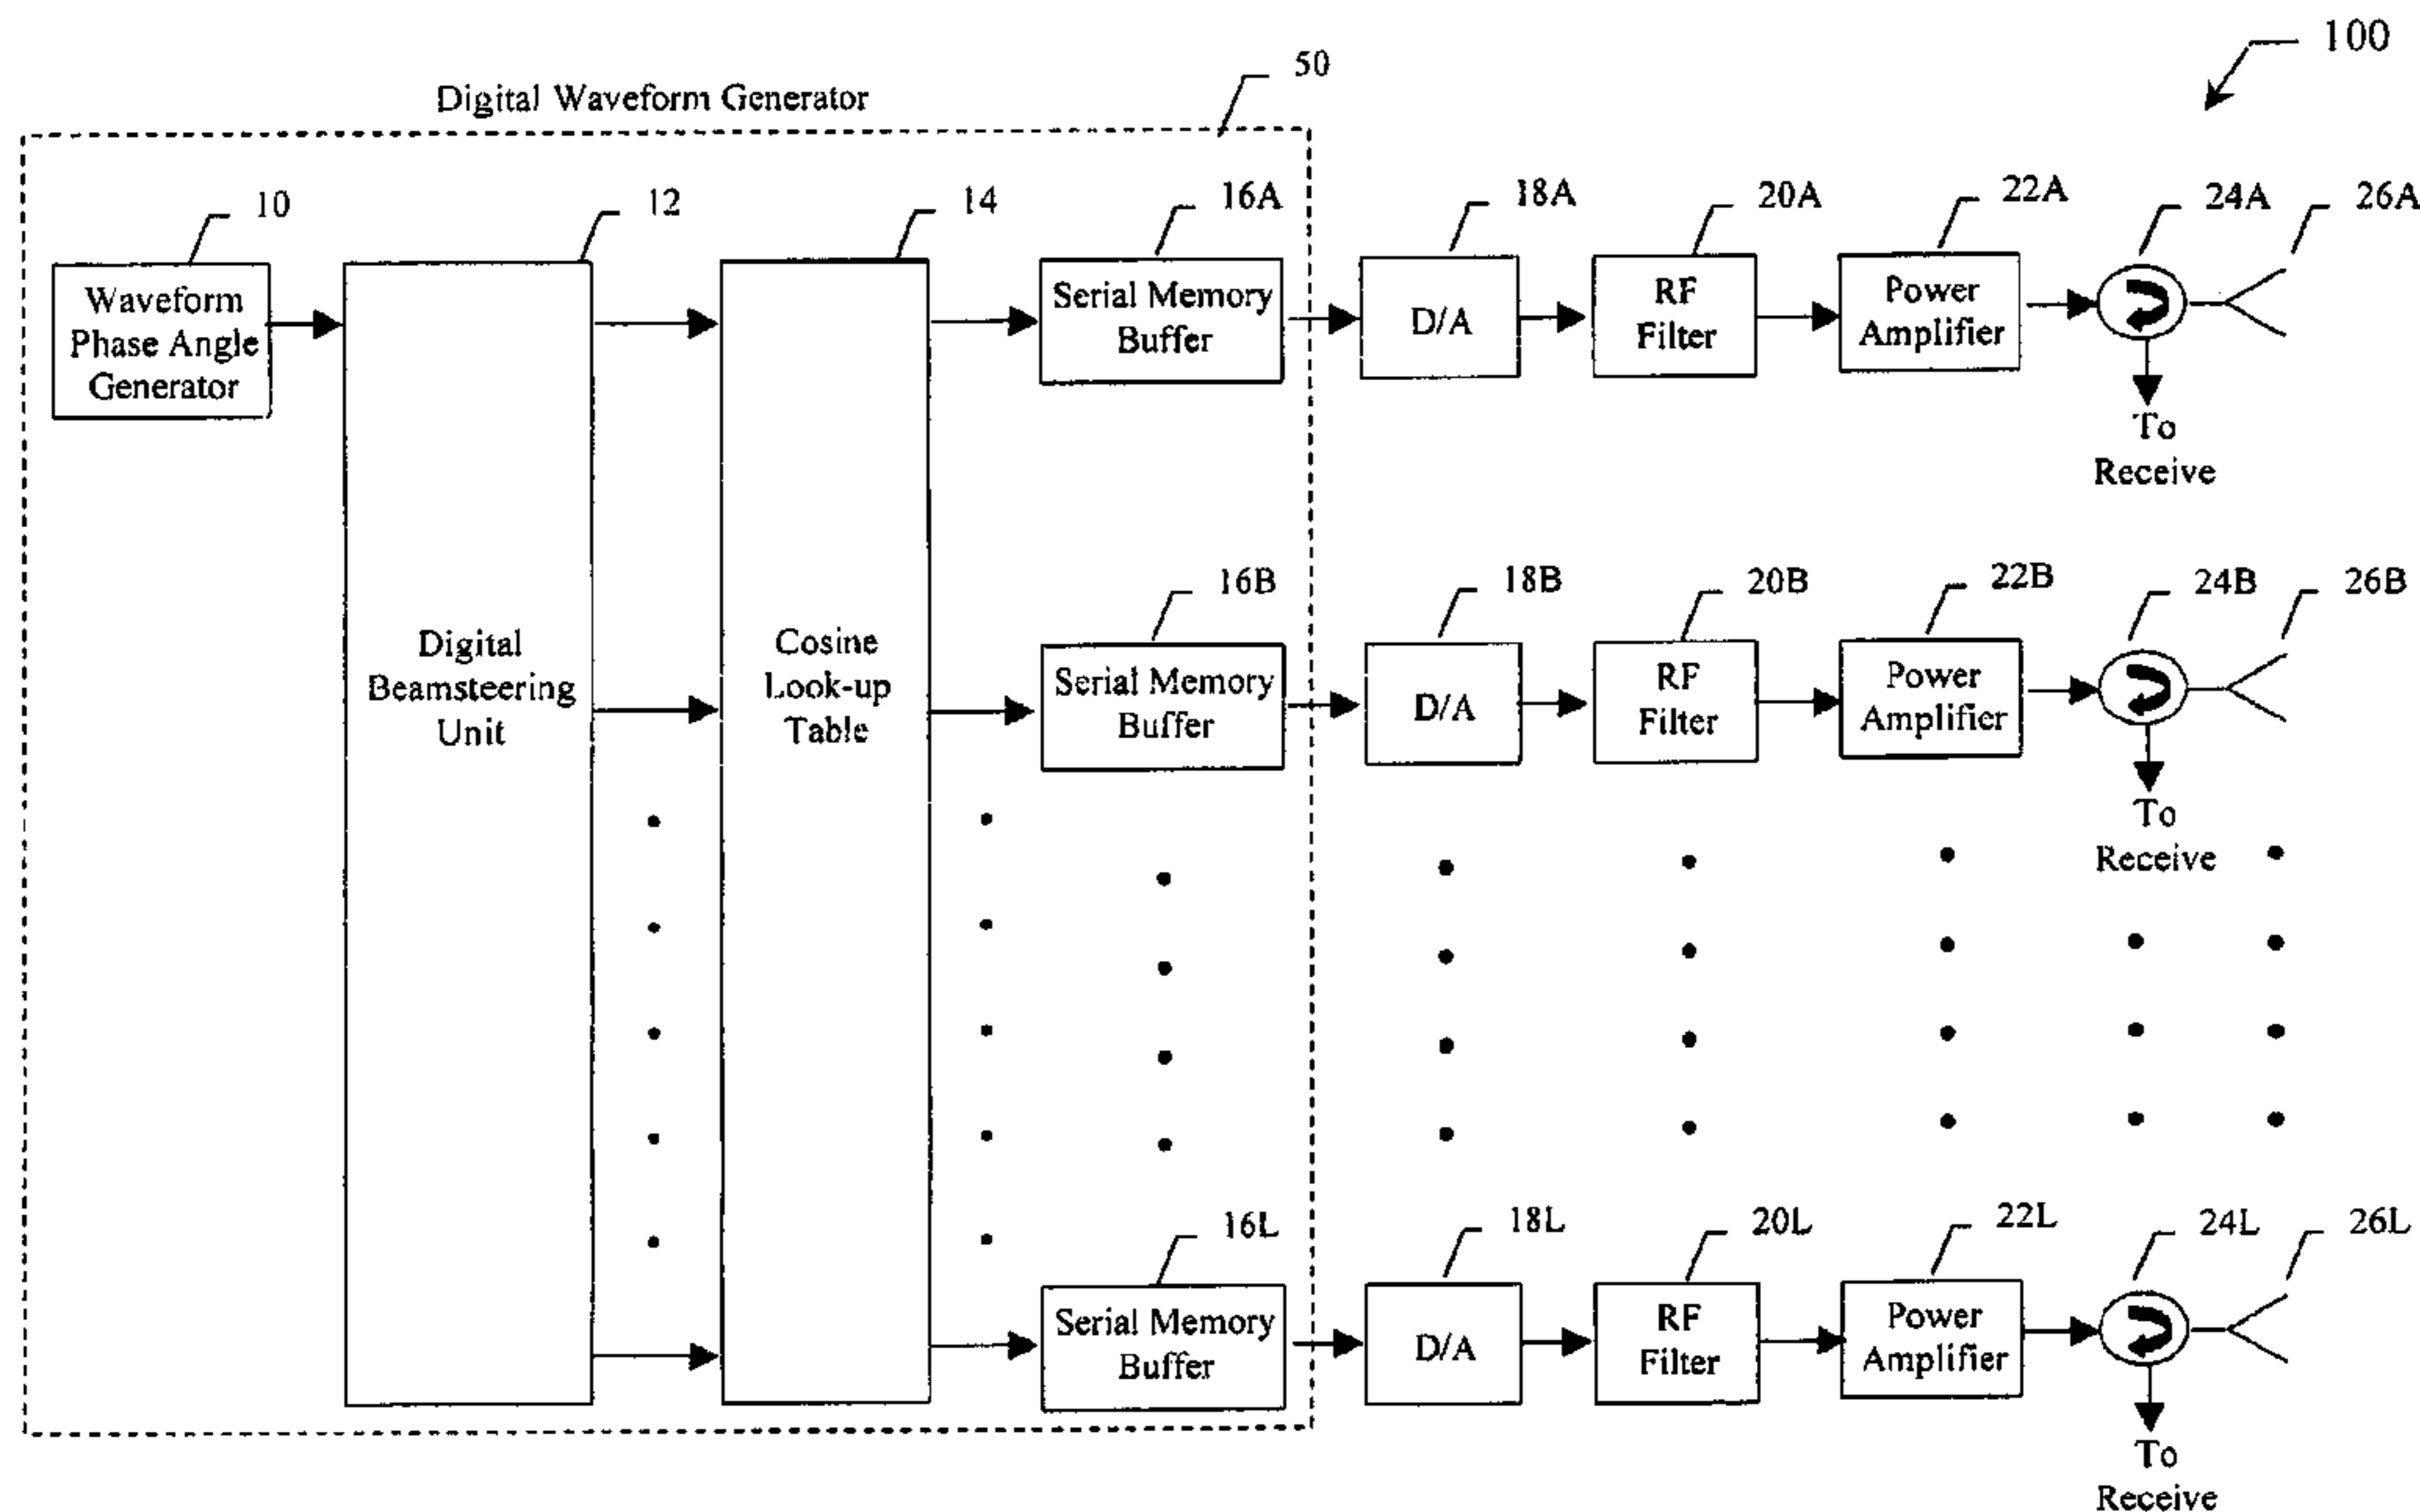 100
50
Digital Waveform Generator
10
12
14
16A
18A
20A
22A
24A
26A
Waveform
Phase Angle
Generator
Serial Memory
Buffer
D/A
RF
Filter
Power
Amplifier
To
Receive
16B
18B
20B
22B
24B
26B
Digital
Beamsteering
Unit
Cosine
Look-up
Table
Serial Memory
Buffer
D/A
RF
Filter
Power
Amplifier
To
Receive
16L
18L
20L
22L
24L
26L
Serial Memory
Buffer
D/A
RF
Filter
Power
Amplifier
To
Receive